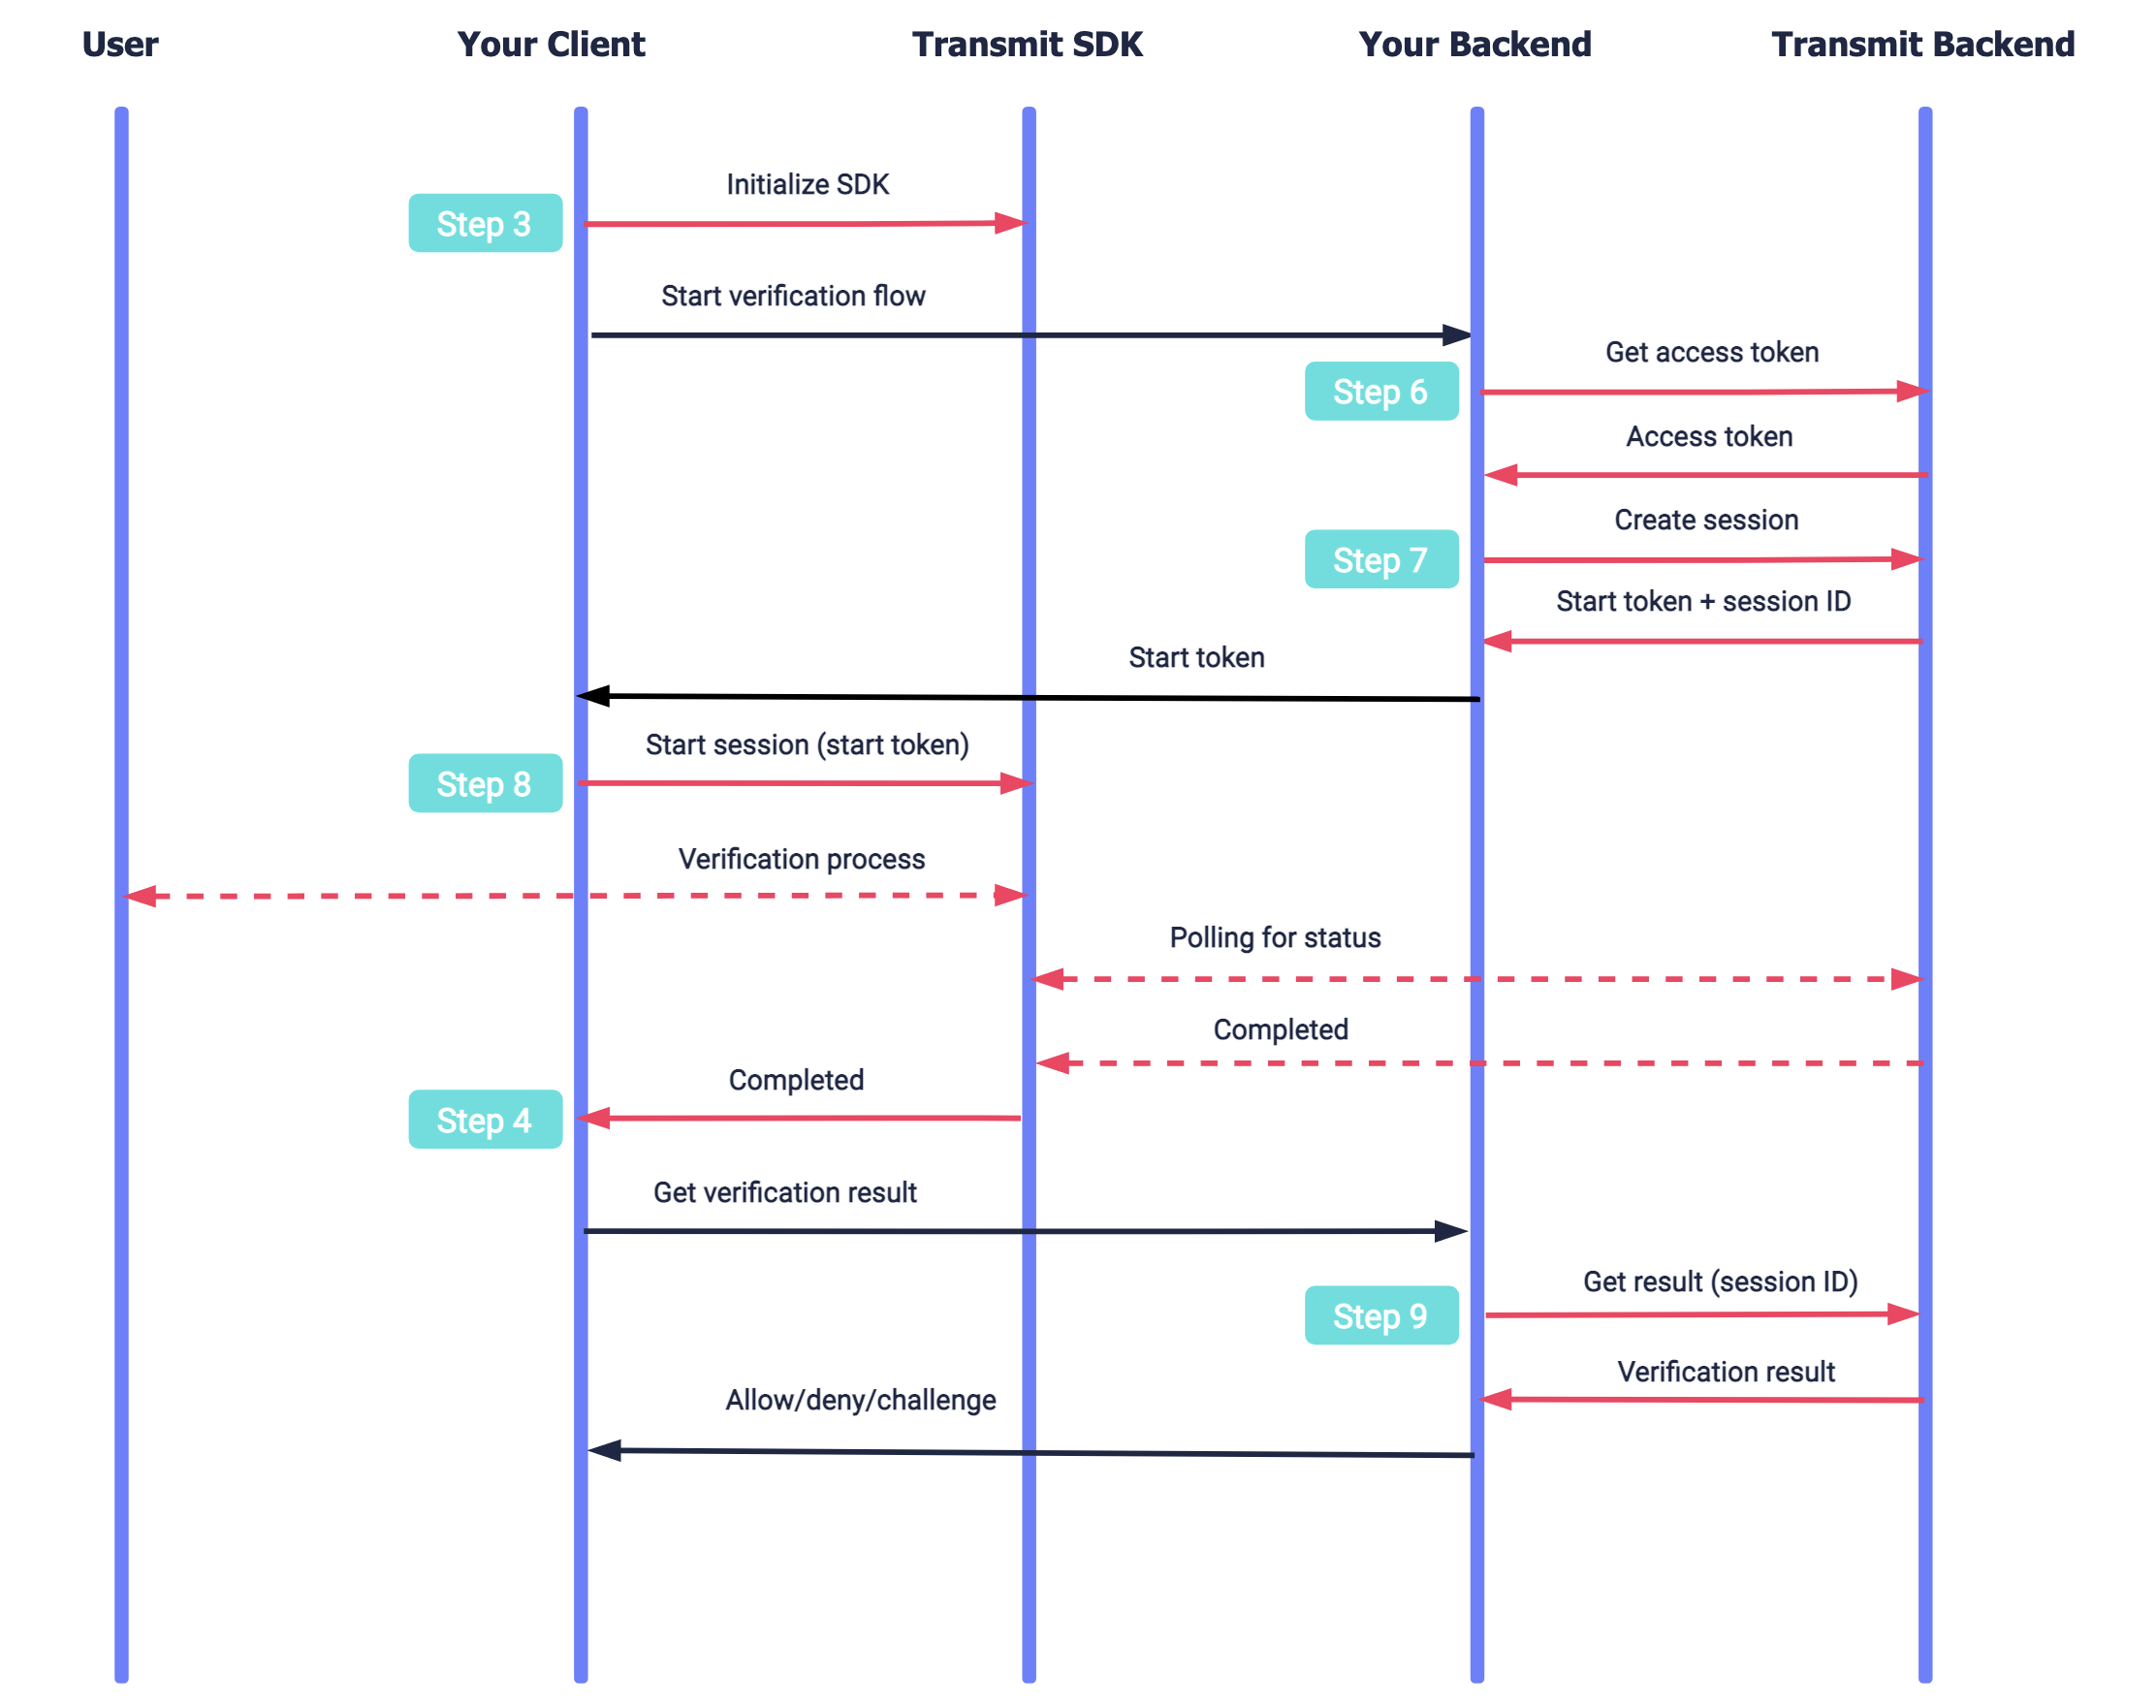 User
Your Client
Transmit SDK
Your Backend
Transmit Backend
Initialize SDK
Step 3
Start verification flow
Get access token
Step 6
Access token
Create session
Step 7
Start token + session ID
Start token
Start session (start token)
Step 8
Verification process
Polling for status
Completed
Completed
Step 4
Get verification result
Get result (session ID)
Step 9
Verification result
Allow/deny/challenge